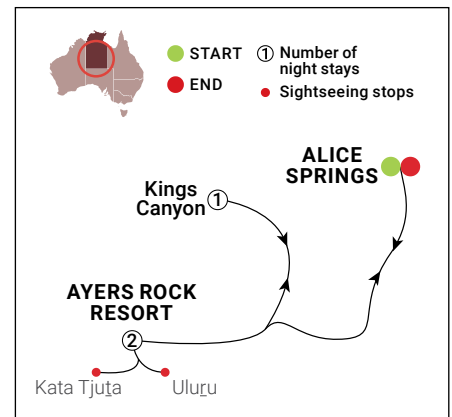 START
END
① Number of
night stays
Sightseeing stops
ALICE
SPRINGS
Kings
Canyon ①
AYERS ROCK
RESORT
②
Kata Tjuṯa
Uluṟu